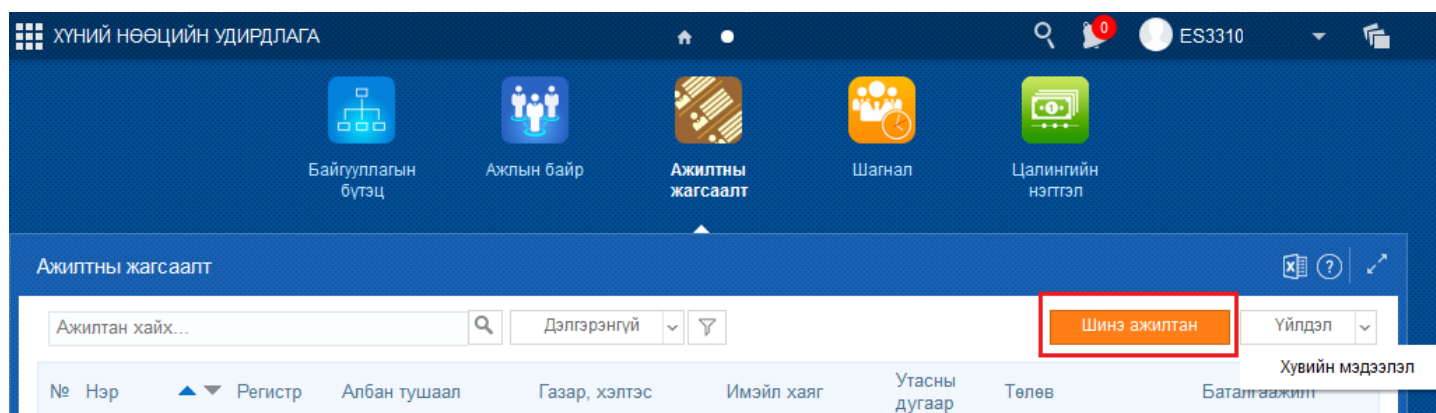 ХҮНИЙ НӨӨЦИЙН УДИРДЛАГА
0
ES3310
Байгууллагын бүтэц
Ажлын байр
Ажилтны жагсаалт
Шагнал
Цалингийн нэгтгэл
Ажилтны жагсаалт
Ажилтан хайх...
Дэлгэрэнгүй
Шинэ ажилтан
Үйлдэл
Хувийн мэдээлэл
№ Нэр Регистр Албан тушаал Газар, хэлтэс Имэйл хаяг Утасны дугаар Төлөв Баталгаажилт